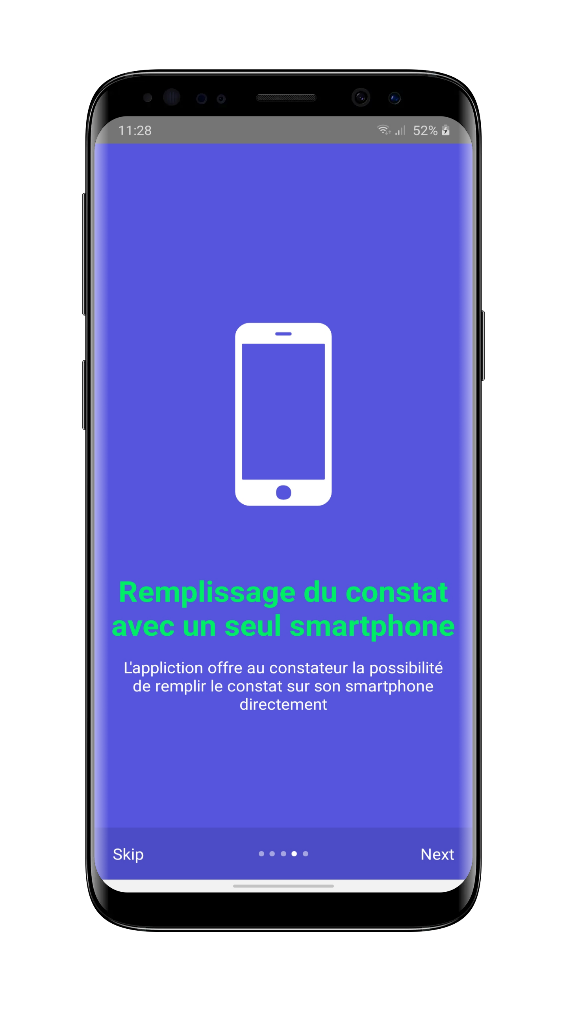 11:28
52%
Remplissage du constat
avec un seul smartphone
L'appliction offre au constateur la possibilité
de remplir le constat sur son smartphone
directement
Skip
Next